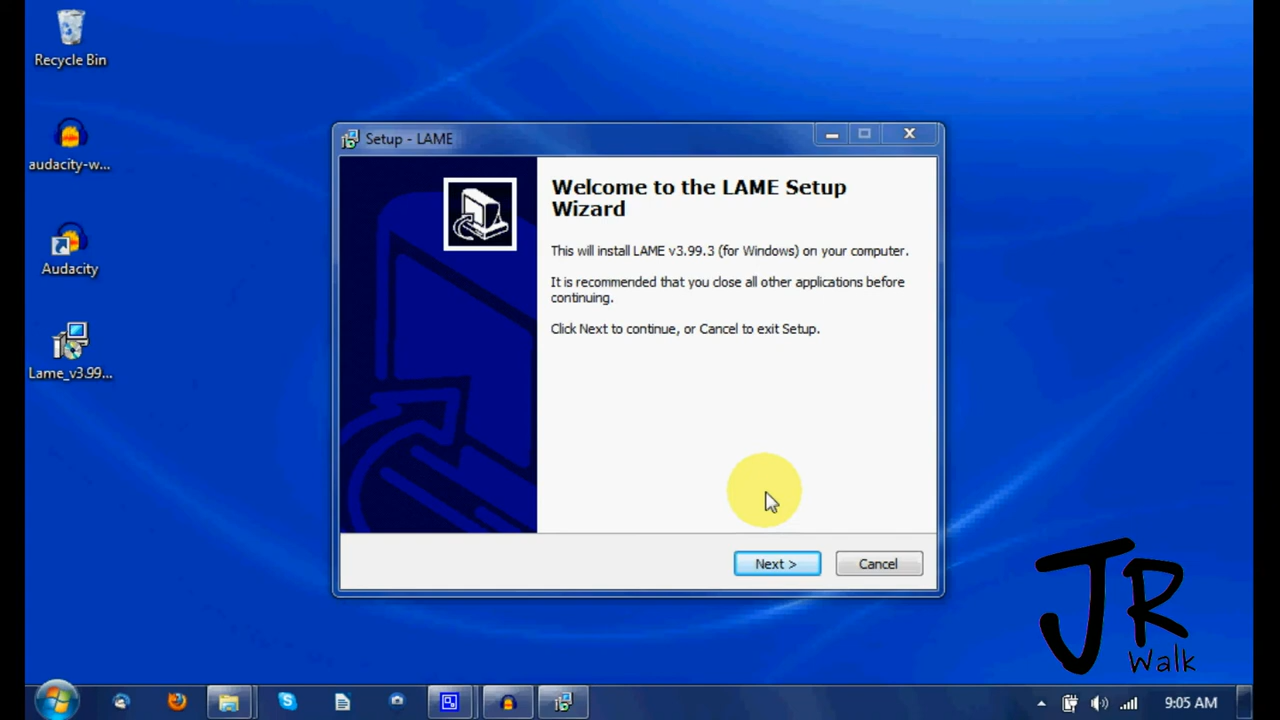 Recycle Bin
audacity-w...
Audacity
Lame_v3.99...
Setup - LAME
Welcome to the LAME Setup
Wizard
This will install LAME v3.99.3 (for Windows) on your computer.
It is recommended that you close all other applications before
continuing.
Click Next to continue, or Cancel to exit Setup.
Next >
Cancel
JR
Walk
9:05 AM